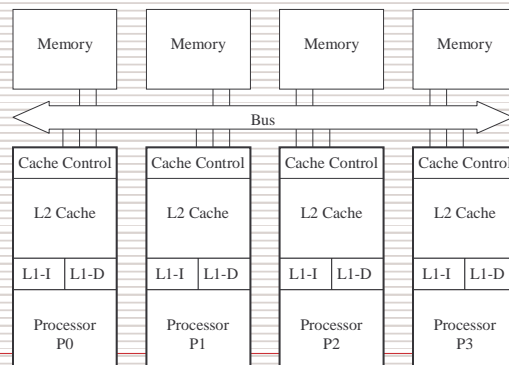 Memory Memory Memory Memory
Bus
Cache Control Cache Control Cache Control Cache Control
L2 Cache L2 Cache L2 Cache L2 Cache
L1-I L1-D L1-I L1-D L1-I L1-D L1-I L1-D
Processor Processor Processor Processor
P0 P1 P2 P3